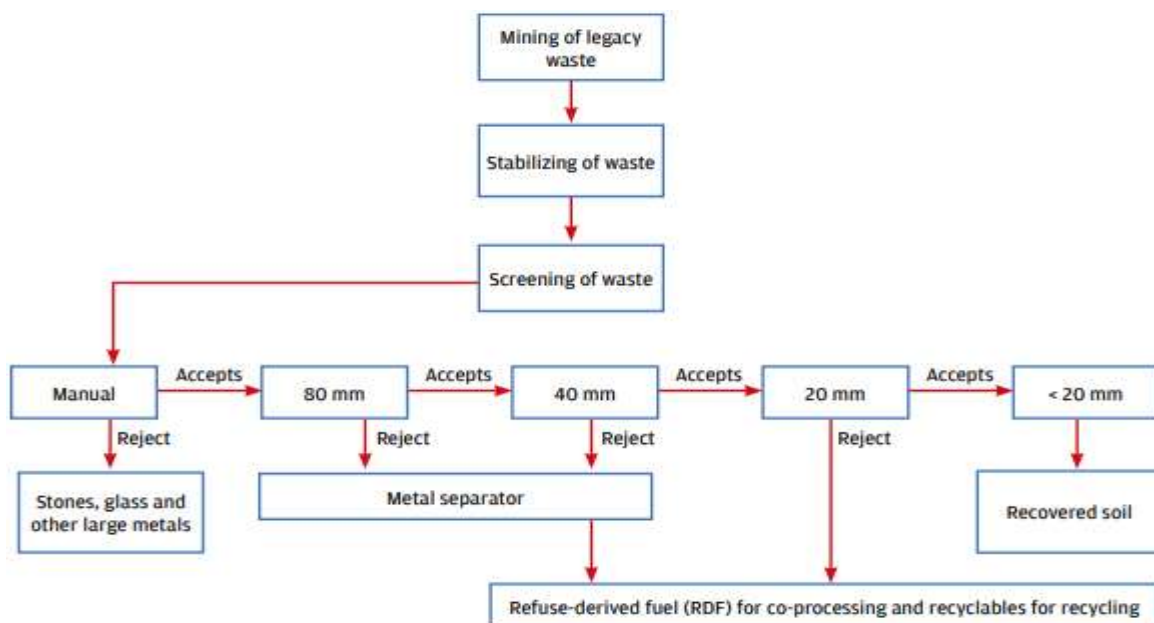 Mining of legacy
waste
Stabilizing of waste
Screening of waste
Manual
Accepts
80 mm
Accepts
40 mm
Accepts
20 mm
Accepts
< 20 mm
Reject
Reject
Reject
Reject
Stones, glass and
other large metals
Metal separator
Recovered soil
Refuse-derived fuel (RDF) for co-processing and recyclables for recycling